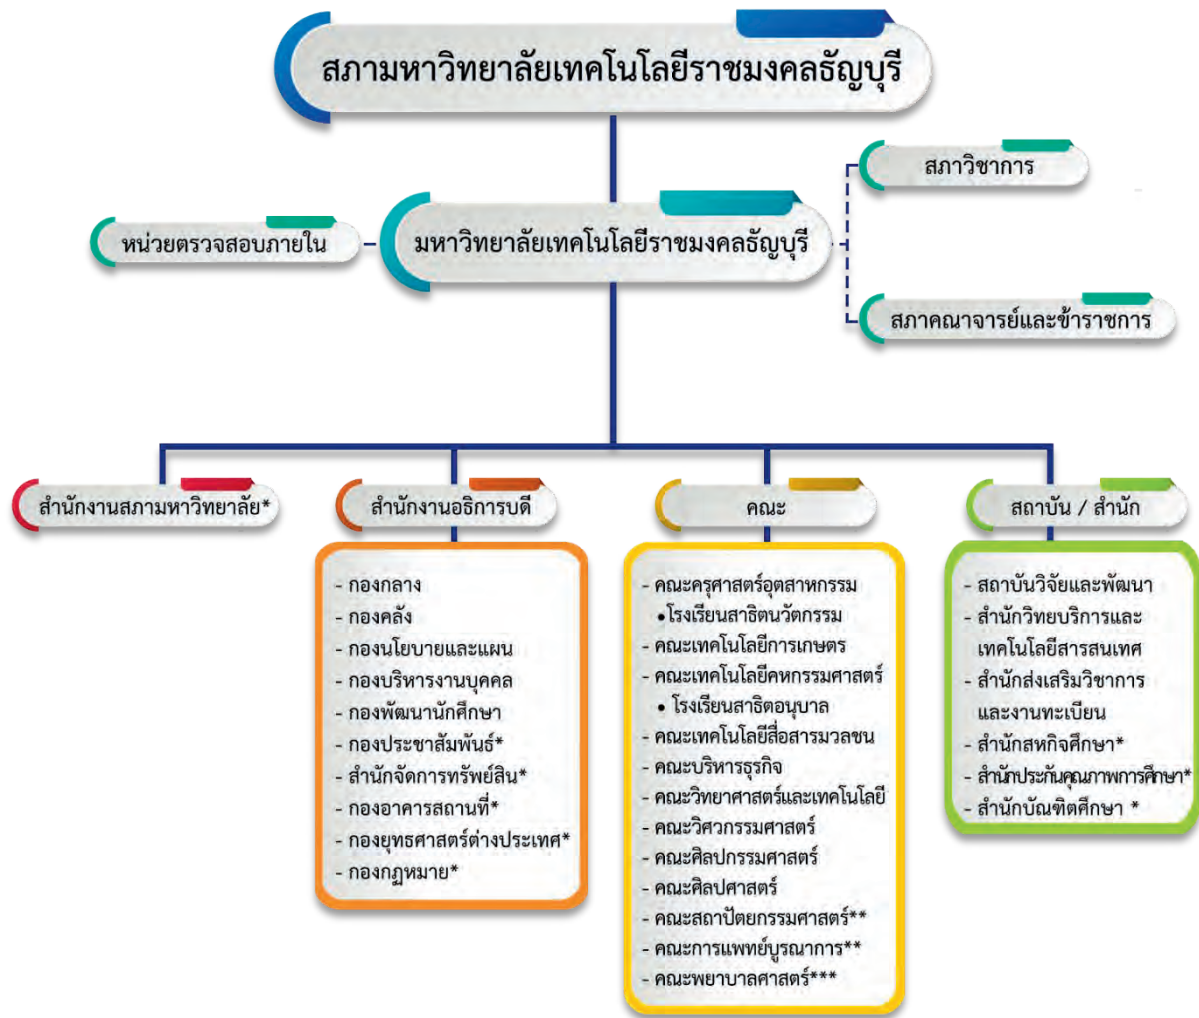 สภามหาวิทยาลัยเทคโนโลยีราชมงคลธัญบุรี
สภาวิชาการ
หน่วยตรวจสอบภายใน
มหาวิทยาลัยเทคโนโลยีราชมงคลธัญบุรี
สภาคณาจารย์และข้าราชการ
สำนักงานสภามหาวิทยาลัย*
สำนักงานอธิการบดี
- กองกลาง
- กองคลัง
- กองนโยบายและแผน
- กองบริหารงานบุคคล
- กองพัฒนานักศึกษา
- กองประชาสัมพันธ์*
- สำนักจัดการทรัพย์สิน*
- กองอาคารสถานที่*
- กองยุทธศาสตร์ต่างประเทศ*
- กองกฎหมาย*
คณะ
- คณะครุศาสตร์อุตสาหกรรม
•โรงเรียนสาธิตนวัตกรรม
- คณะเทคโนโลยีการเกษตร
- คณะเทคโนโลยีคหกรรมศาสตร์
• โรงเรียนสาธิตอนุบาล
- คณะเทคโนโลยีสื่อสารมวลชน
- คณะบริหารธุรกิจ
- คณะวิทยาศาสตร์และเทคโนโลยี
- คณะวิศวกรรมศาสตร์
- คณะศิลปกรรมศาสตร์
- คณะศิลปศาสตร์
- คณะสถาปัตยกรรมศาสตร์**
- คณะการแพทย์บูรณาการ**
- คณะพยาบาลศาสตร์***
สถาบัน / สำนัก
- สถาบันวิจัยและพัฒนา
- สำนักวิทยบริการและ
เทคโนโลยีสารสนเทศ
- สำนักส่งเสริมวิชาการ
และงานทะเบียน
- สำนักสหกิจศึกษา*
- สำนักประกันคุณภาพการศึกษา*
- สำนักบัณฑิตศึกษา *